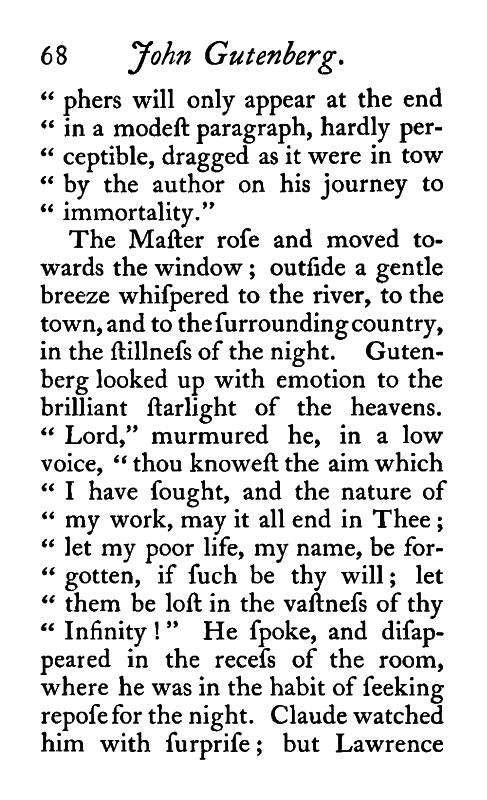 68 John Gutenberg.
“ phers will only appear at the end
“ in a modeſt paragraph, hardly per-
“ ceptible, dragged as it were in tow
“ by the author on his journey to
“ immortality.”
The Maſter roſe and moved to-
wards the window ; outſide a gentle
breeze whiſpered to the river, to the
town, and to the ſurrounding country,
in the ſtillneſs of the night. Guten-
berg looked up with emotion to the
brilliant ſtarlight of the heavens.
“ Lord,” murmured he, in a low
voice, “ thou knoweſt the aim which
“ I have ſought, and the nature of
“ my work, may it all end in Thee ;
“ let my poor life, my name, be for-
“ gotten, if ſuch be thy will ; let
“ them be loſt in the vaſtneſs of thy
“ Infinity ! ” He ſpoke, and diſap-
peared in the receſs of the room,
where he was in the habit of ſeeking
repoſe for the night. Claude watched
him with ſurpriſe ; but Lawrence